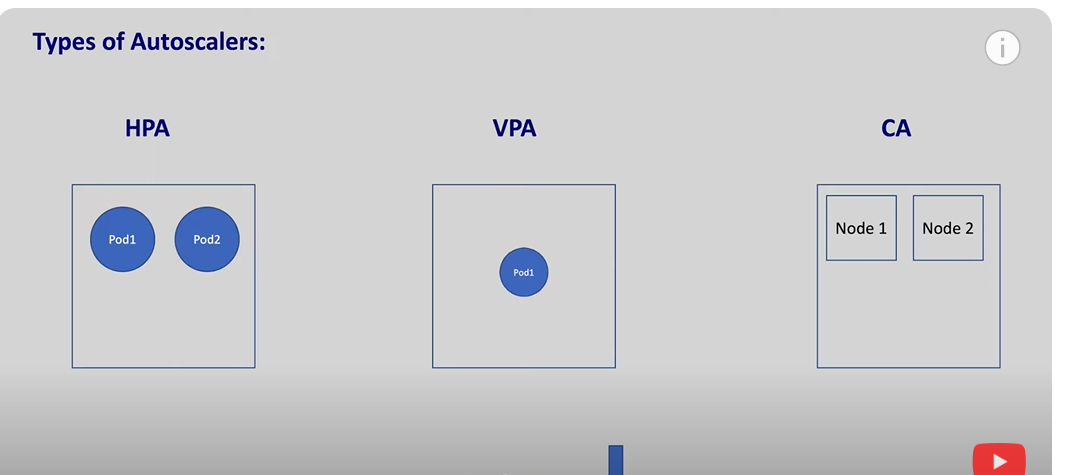 Types of Autoscalers:
i
HPA
VPA
CA
Pod1
Pod2
Pod1
Node 1
Node 2